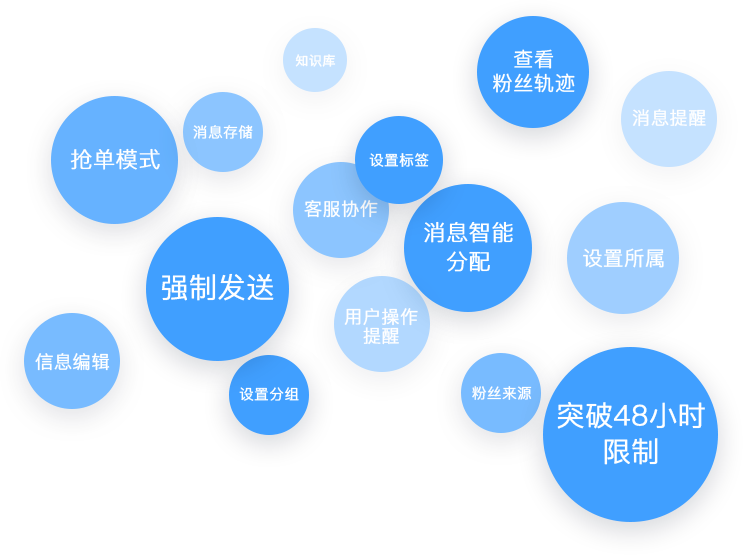 知识库
查看
粉丝轨迹
消息提醒
消息存储
抢单模式
设置标签
客服协作
消息智能
分配
设置所属
强制发送
用户操作
提醒
信息编辑
设置分组
粉丝来源
突破48小时
限制